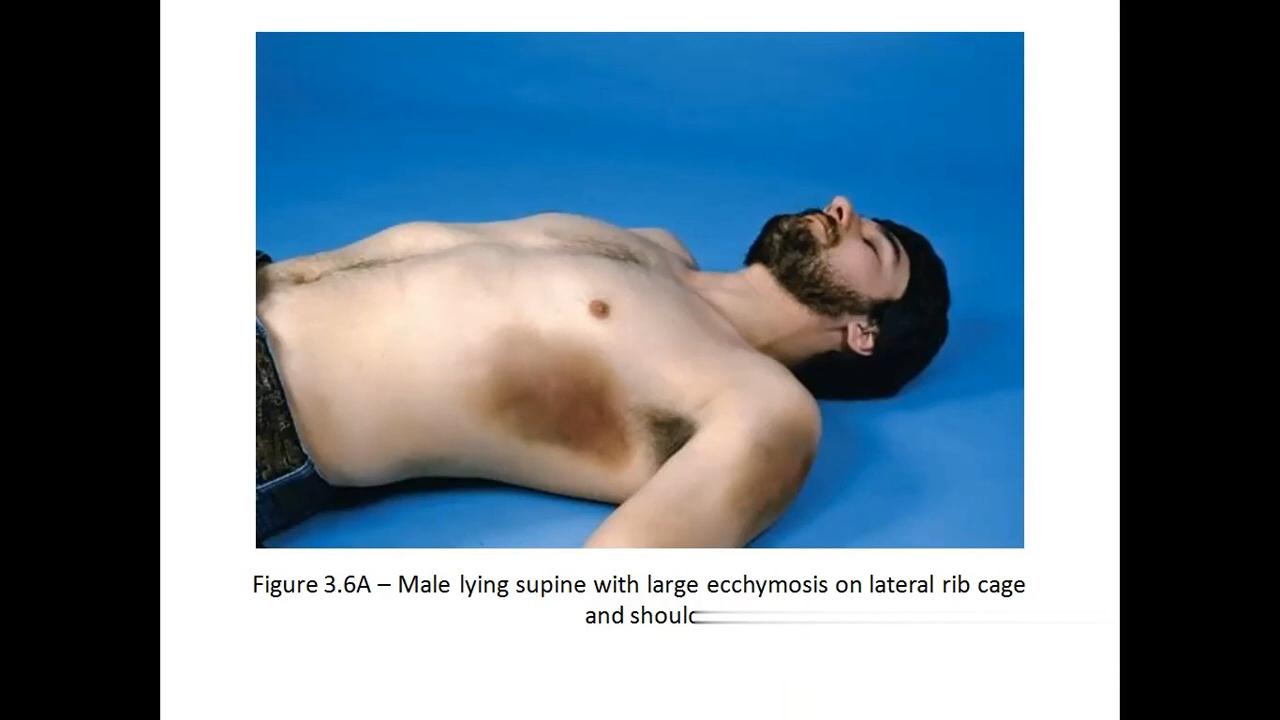 Figure 3.6A – Male lying supine with large ecchymosis on lateral rib cage
and